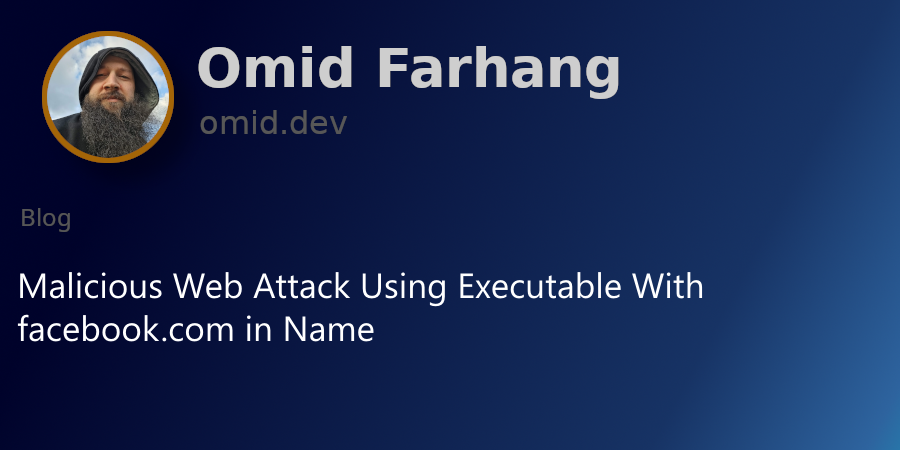 Omid Farhang
omid.dev
Blog
Malicious Web Attack Using Executable With
facebook.com in Name